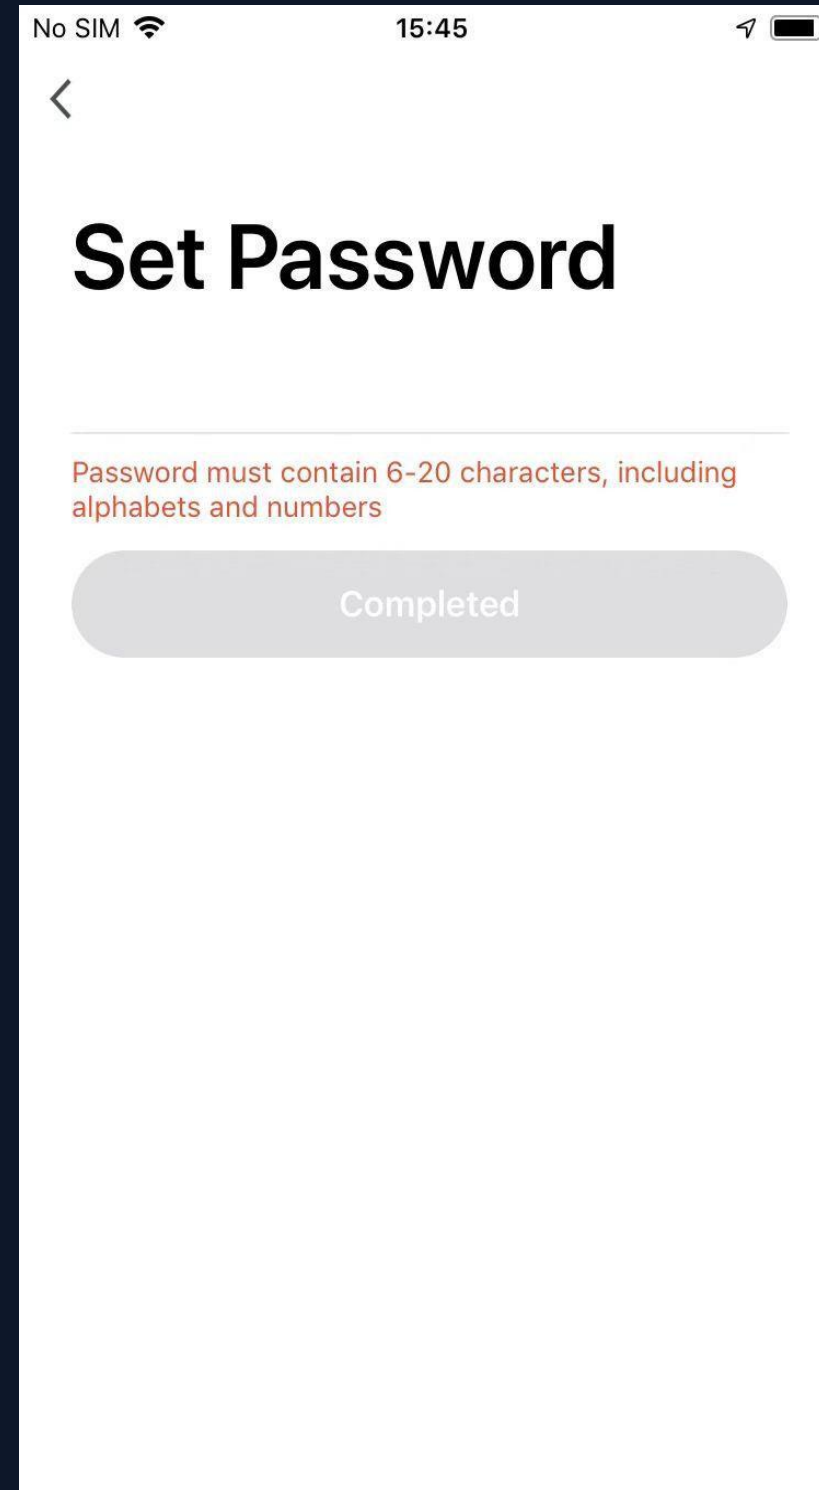 No SIM 15:45
Set Password
Password must contain 6-20 characters, including
alphabets and numbers
Completed